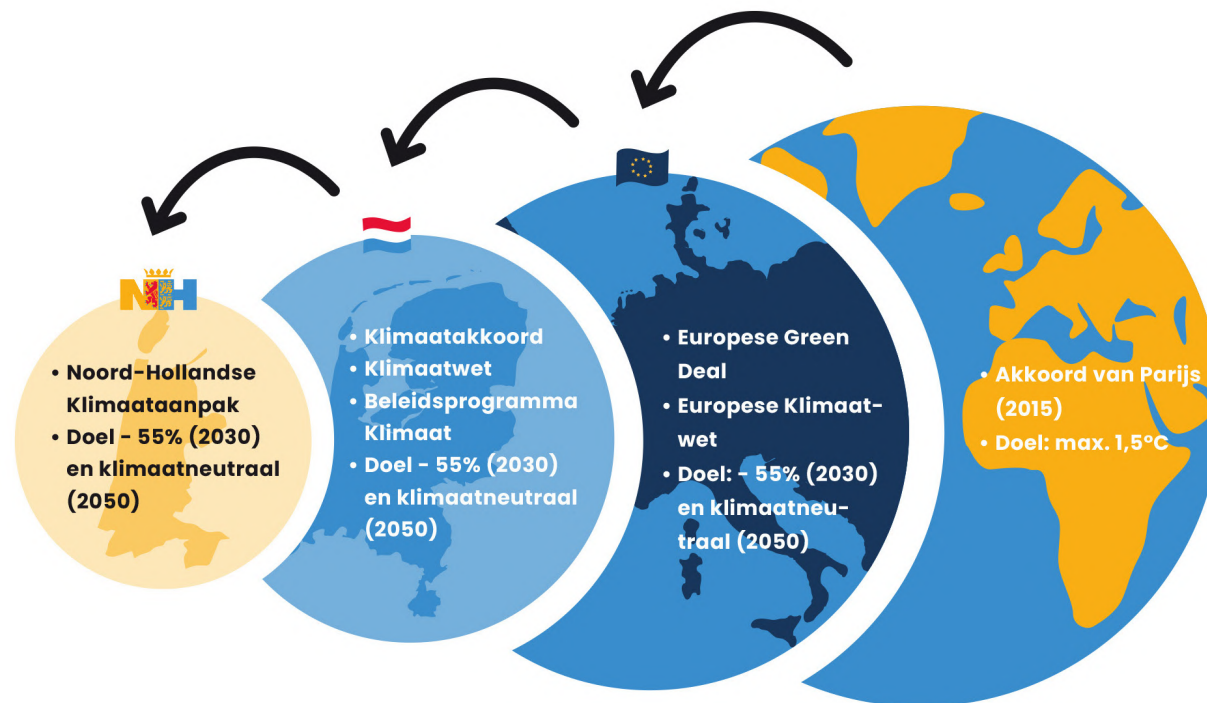 NH
• Noord-Hollandse
Klimaataanpak
• Doel - 55% (2030)
en klimaatneutraal
(2050)
• Klimaatakkoord
• Klimaatwet
• Beleidsprogramma
Klimaat
• Doel - 55% (2030)
en klimaatneutraal
(2050)
• Europese Green
Deal
• Europese Klimaat-
wet
• Doel: - 55% (2030)
en klimaatneu-
traal (2050)
• Akkoord van Parijs
(2015)
• Doel: max. 1,5°C